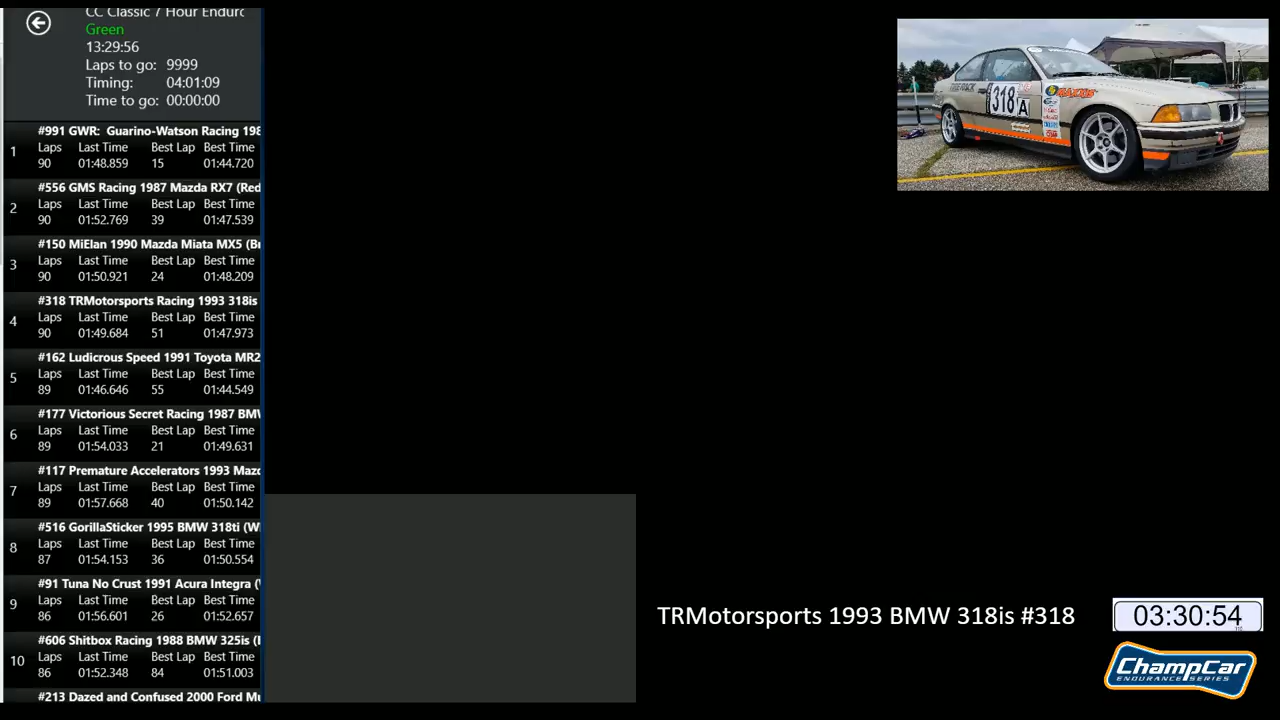 CC Classic 7 Hour Endurc
Green
13:29:56
Laps to go: 9999
Timing: 04:01:09
Time to go: 00:00:00
#991 GWR: Guarino-Watson Racing 198
1
Laps Last Time Best Lap Best Time
90 01:48.859 15 01:44.720
#556 GMS Racing 1987 Mazda RX7 (Red
2
Laps Last Time Best Lap Best Time
90 01:52.769 39 01:47.539
#150 MiElan 1990 Mazda Miata MX5 (Br
3
Laps Last Time Best Lap Best Time
90 01:50.921 24 01:48.209
#318 TRMotorsports Racing 1993 318is
4
Laps Last Time Best Lap Best Time
90 01:49.684 51 01:47.973
#162 Ludicrous Speed 1991 Toyota MR2
5
Laps Last Time Best Lap Best Time
89 01:46.646 55 01:44.549
#177 Victorious Secret Racing 1987 BMW
6
Laps Last Time Best Lap Best Time
89 01:54.033 21 01:49.631
#117 Premature Accelerators 1993 Mazd
7
Laps Last Time Best Lap Best Time
89 01:57.668 40 01:50.142
#516 GorillaSticker 1995 BMW 318ti (W
8
Laps Last Time Best Lap Best Time
87 01:54.153 36 01:50.554
#91 Tuna No Crust 1991 Acura Integra (
9
Laps Last Time Best Lap Best Time
86 01:56.601 26 01:52.657
#606 Shitbox Racing 1988 BMW 325is (
10
Laps Last Time Best Lap Best Time
86 01:52.348 84 01:51.003
#213 Dazed and Confused 2000 Ford Mu
318
A
MAXXIS
TRMotorsports 1993 BMW 318is #318
03:30:54
ChampCar
ENDURANCE SERIES